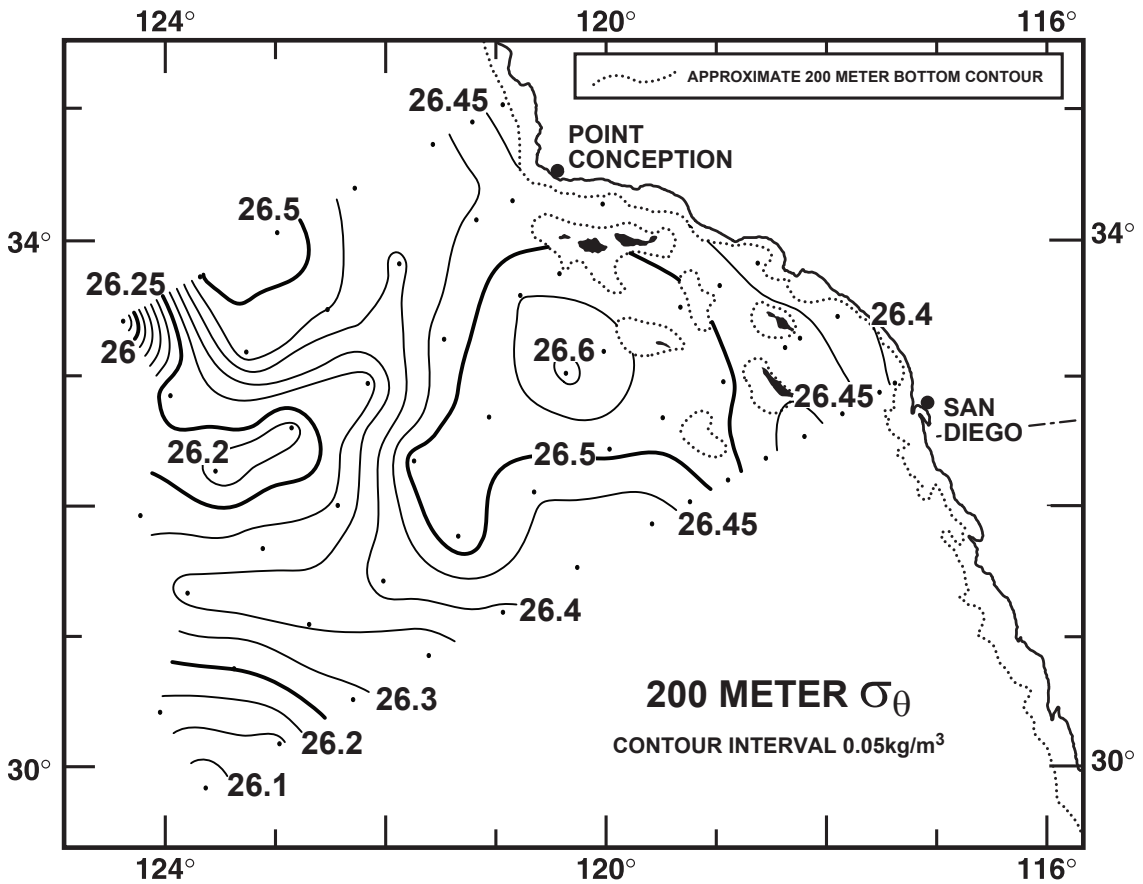 124° 120° 116°
APPROXIMATE 200 METER BOTTOM CONTOUR
26.45
POINT
CONCEPTION
26.5
34° 34°
26.25
26.4
26
26.6
26.45
SAN
DIEGO
26.2
26.5
26.45
26.4
26.3
200 METER σθ
26.2
CONTOUR INTERVAL 0.05kg/m³
30° 30°
26.1
124° 120° 116°